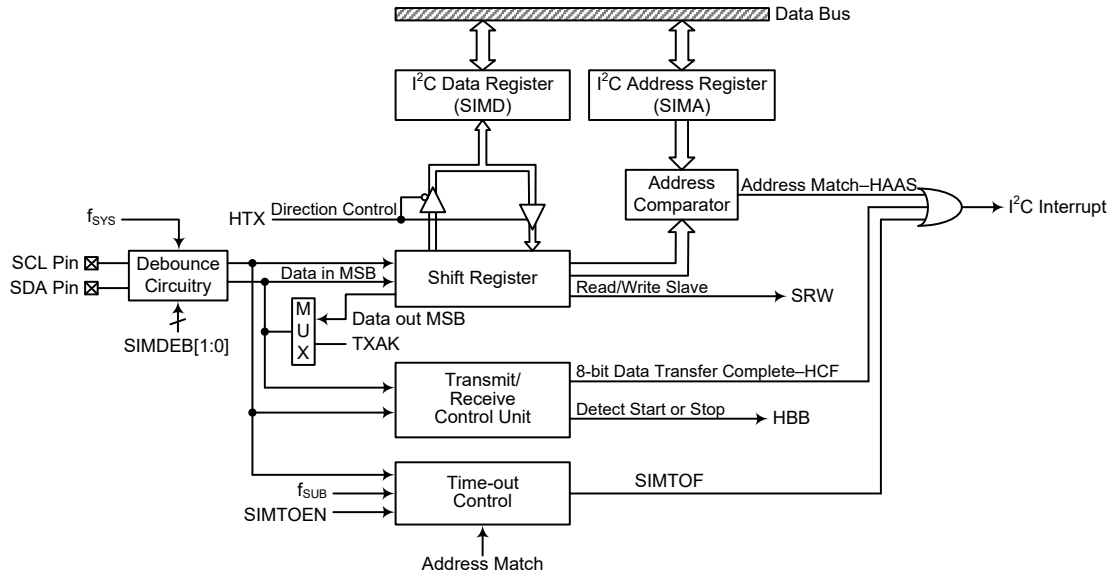 Data Bus
I²C Data Register
(SIMD)
I²C Address Register
(SIMA)
Address
Comparator
Address Match–HAAS
I²C Interrupt
HTX
Direction Control
fSYS
SCL Pin
SDA Pin
Debounce
Circuitry
SIMDEB[1:0]
Data in MSB
Shift Register
Read/Write Slave
SRW
M
U
X
Data out MSB
TXAK
Transmit/
Receive
Control Unit
8-bit Data Transfer Complete–HCF
Detect Start or Stop
HBB
Time-out
Control
SIMTOF
fSUB
SIMTOEN
Address Match